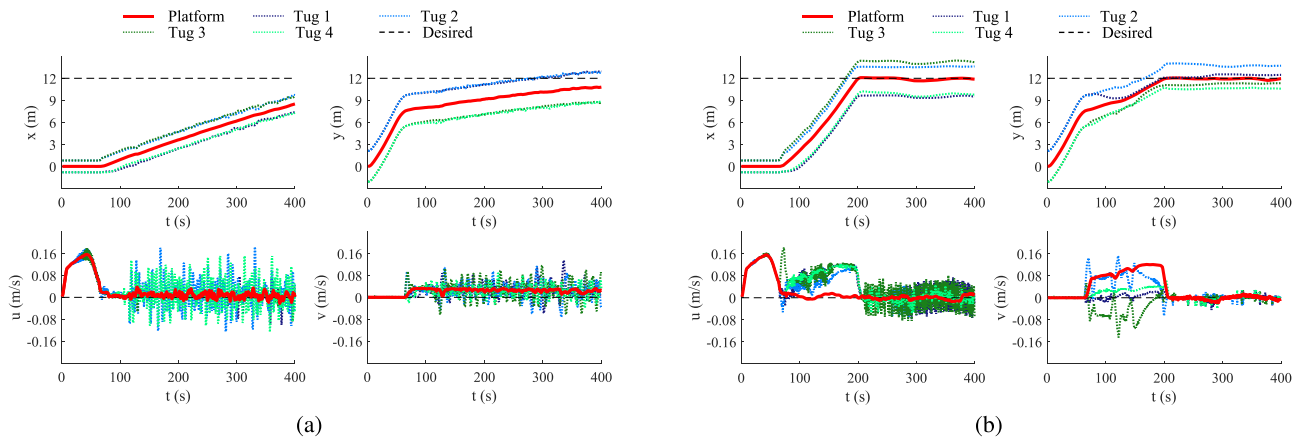 Platform Tug 1 Tug 2
Tug 3 Tug 4 Desired
12
9
6
3
0
x (m)
0 100 200 300 400
t (s)
12
9
6
3
0
y (m)
0 100 200 300 400
t (s)
0.16
0.08
0
-0.08
-0.16
u (m/s)
0 100 200 300 400
t (s)
0.16
0.08
0
-0.08
-0.16
v (m/s)
0 100 200 300 400
t (s)
(a)
Platform Tug 1 Tug 2
Tug 3 Tug 4 Desired
12
9
6
3
0
x (m)
0 100 200 300 400
t (s)
12
9
6
3
0
y (m)
0 100 200 300 400
t (s)
0.16
0.08
0
-0.08
-0.16
u (m/s)
0 100 200 300 400
t (s)
0.16
0.08
0
-0.08
-0.16
v (m/s)
0 100 200 300 400
t (s)
(b)